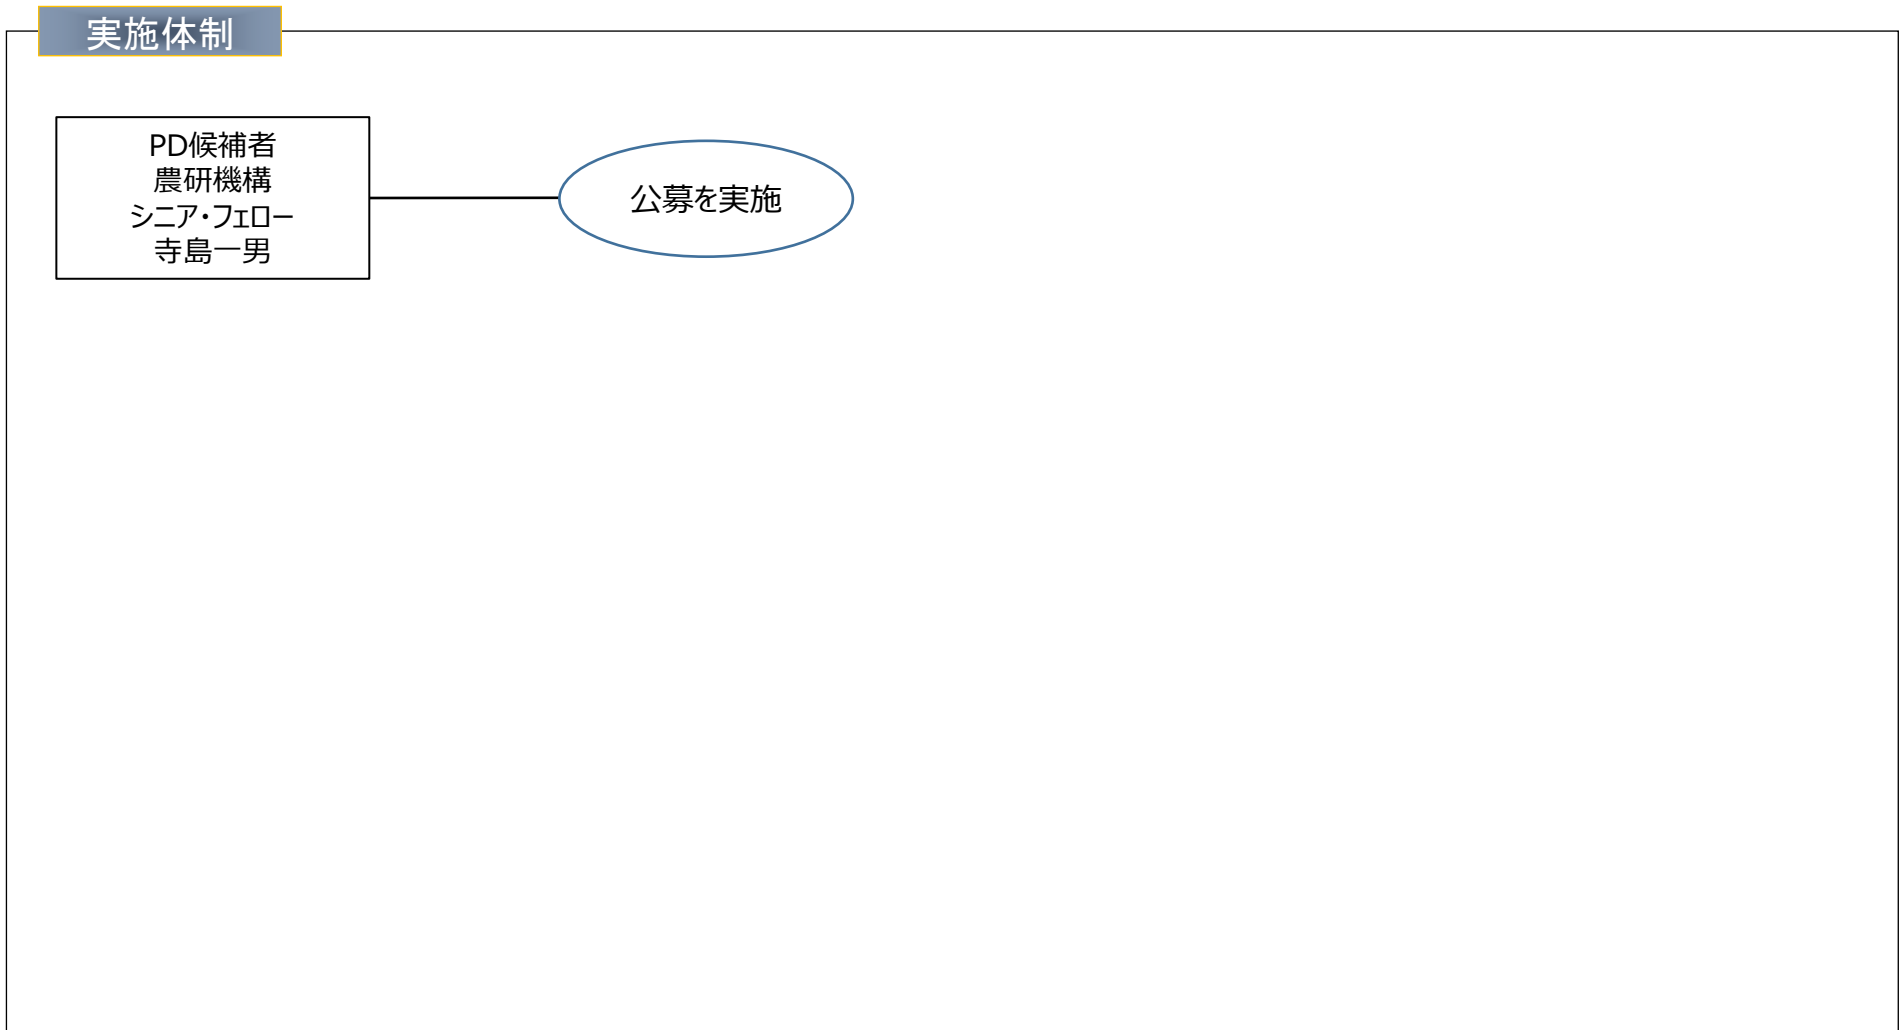 実施体制
PD候補者
農研機構
シニア・フェロー
寺島一男
公募を実施